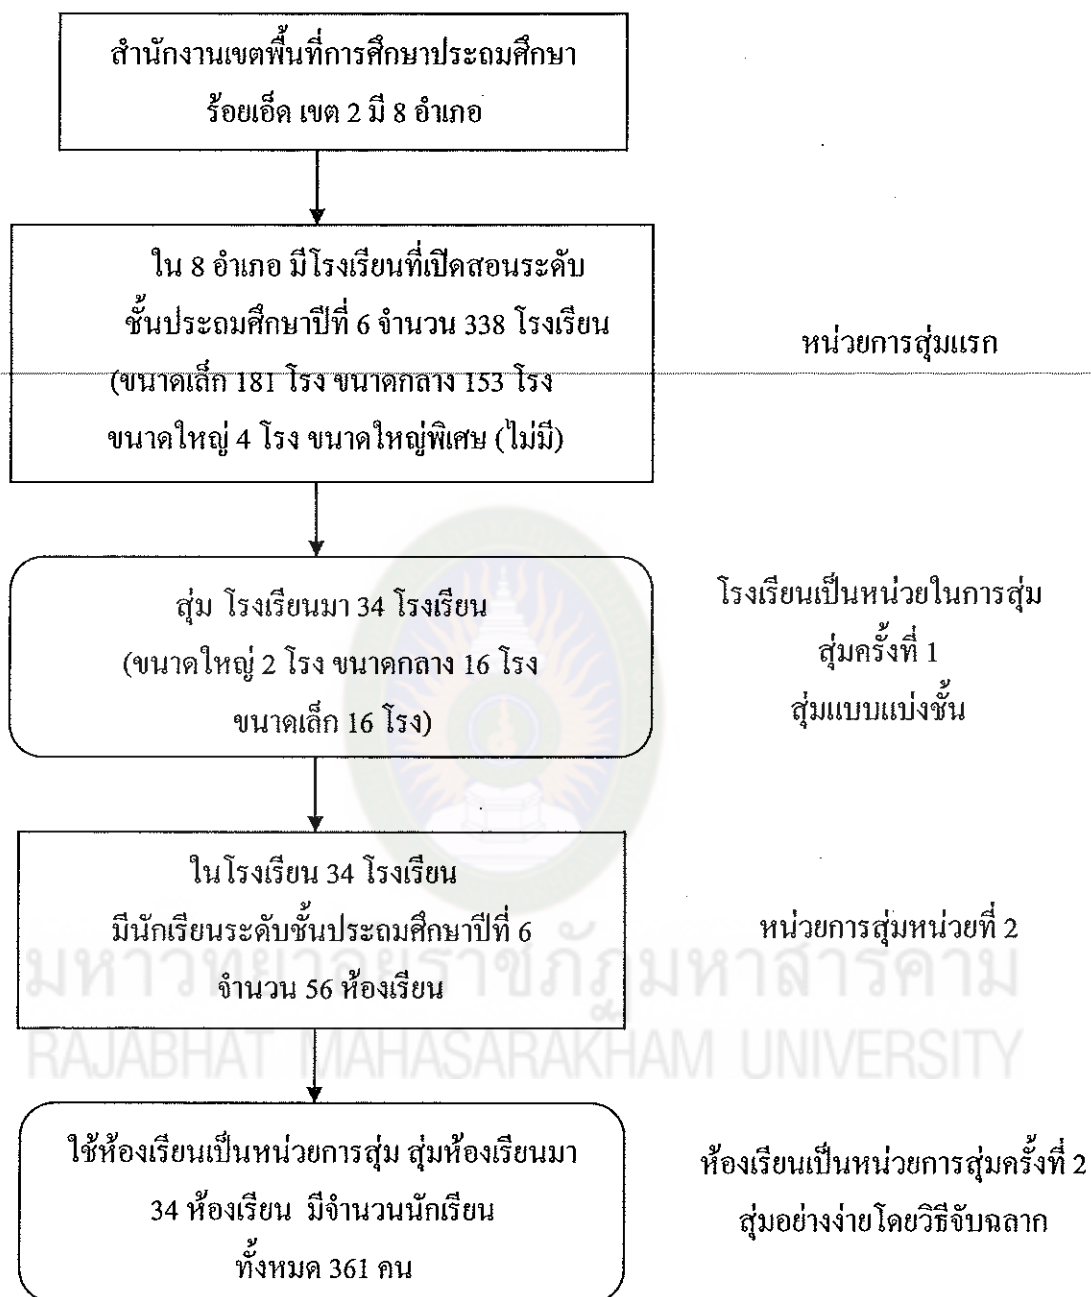 สำนักงานเขตพื้นที่การศึกษาประถมศึกษา
ร้อยเอ็ด เขต 2 มี 8 อำเภอ
ใน 8 อำเภอ มีโรงเรียนที่เปิดสอนระดับ
ชั้นประถมศึกษาปีที่ 6 จำนวน 338 โรงเรียน
(ขนาดเล็ก 181 โรง ขนาดกลาง 153 โรง
ขนาดใหญ่ 4 โรง ขนาดใหญ่พิเศษ (ไม่มี)
หน่วยการสุ่มแรก
สุ่ม โรงเรียนมา 34 โรงเรียน
(ขนาดใหญ่ 2 โรง ขนาดกลาง 16 โรง
ขนาดเล็ก 16 โรง)
โรงเรียนเป็นหน่วยในการสุ่ม
สุ่มครั้งที่ 1
สุ่มแบบแบ่งชั้น
ในโรงเรียน 34 โรงเรียน
มีนักเรียนระดับชั้นประถมศึกษาปีที่ 6
จำนวน 56 ห้องเรียน
หน่วยการสุ่มหน่วยที่ 2
มหาวิทยาลัยราชภัฏมหาสารคาม
RAJABHAT MAHASARAKHAM UNIVERSITY
ใช้ห้องเรียนเป็นหน่วยการสุ่ม สุ่มห้องเรียนมา
34 ห้องเรียน มีจำนวนนักเรียน
ทั้งหมด 361 คน
ห้องเรียนเป็นหน่วยการสุ่มครั้งที่ 2
สุ่มอย่างง่ายโดยวิธีจับฉลาก